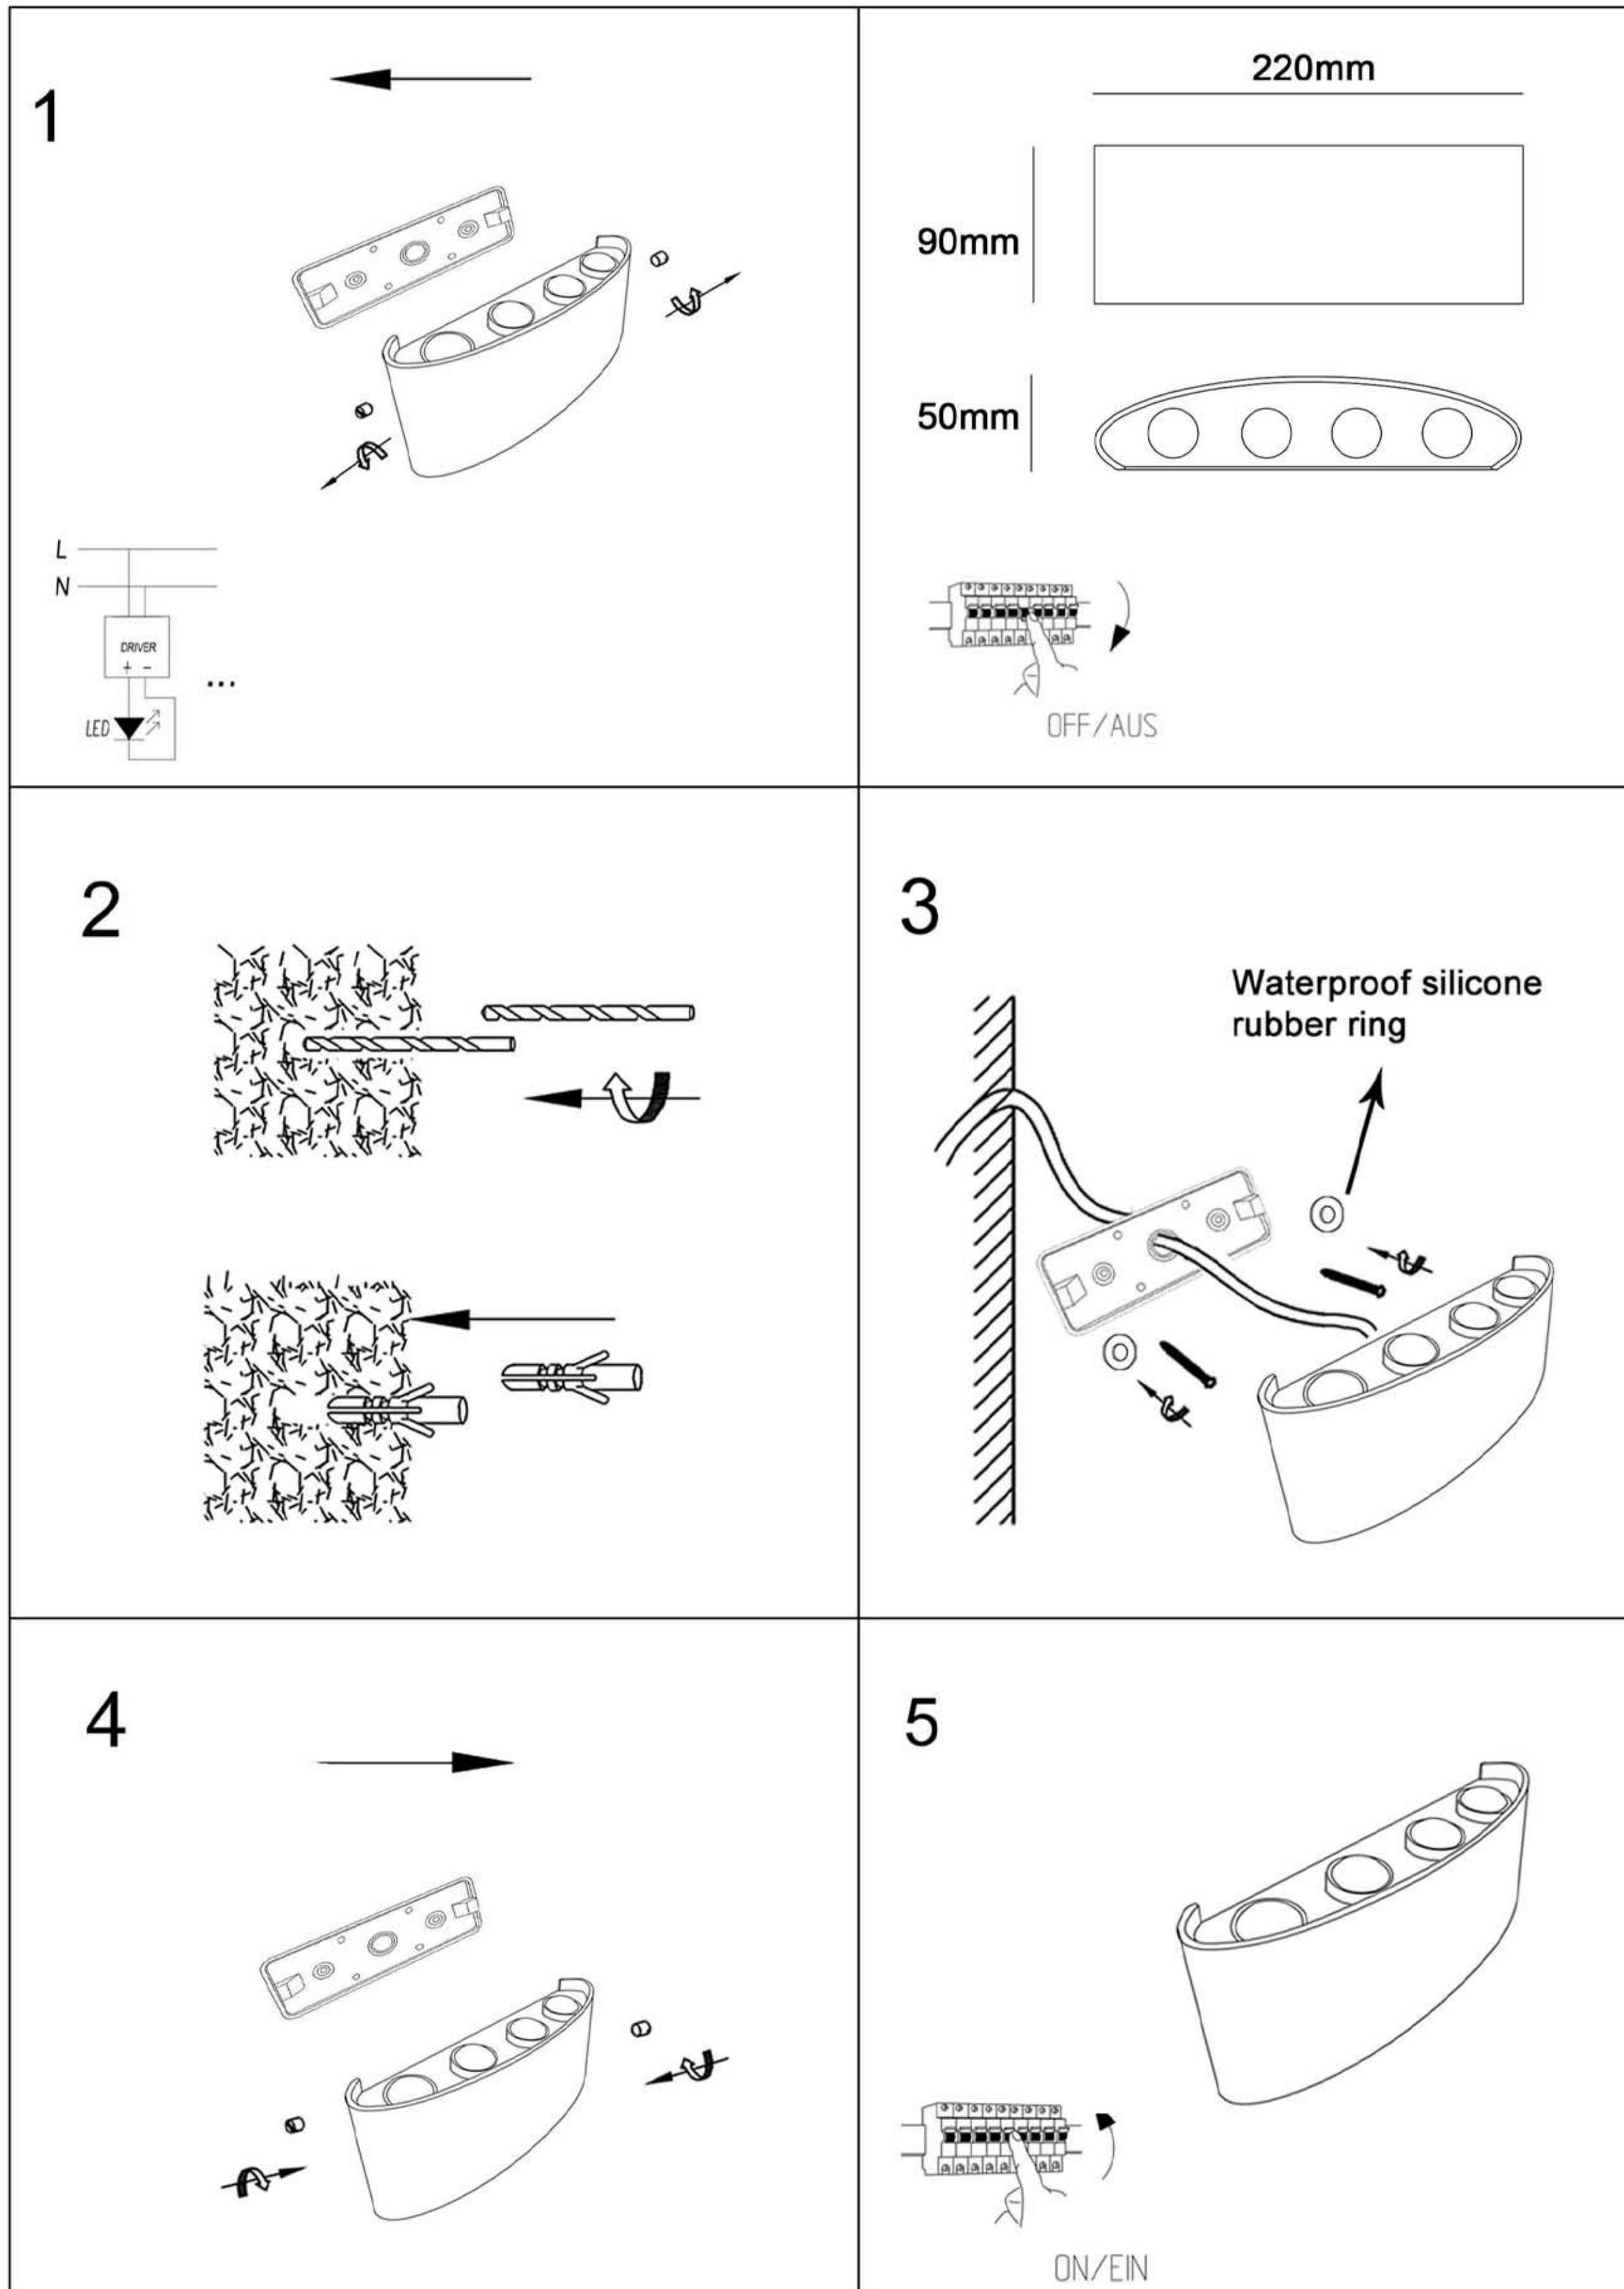 1
L
N
DRIVER
+ -
LED
...
220mm
90mm
50mm
OFF/AUS
2
3
Waterproof silicone
rubber ring
4
5
ON/EIN